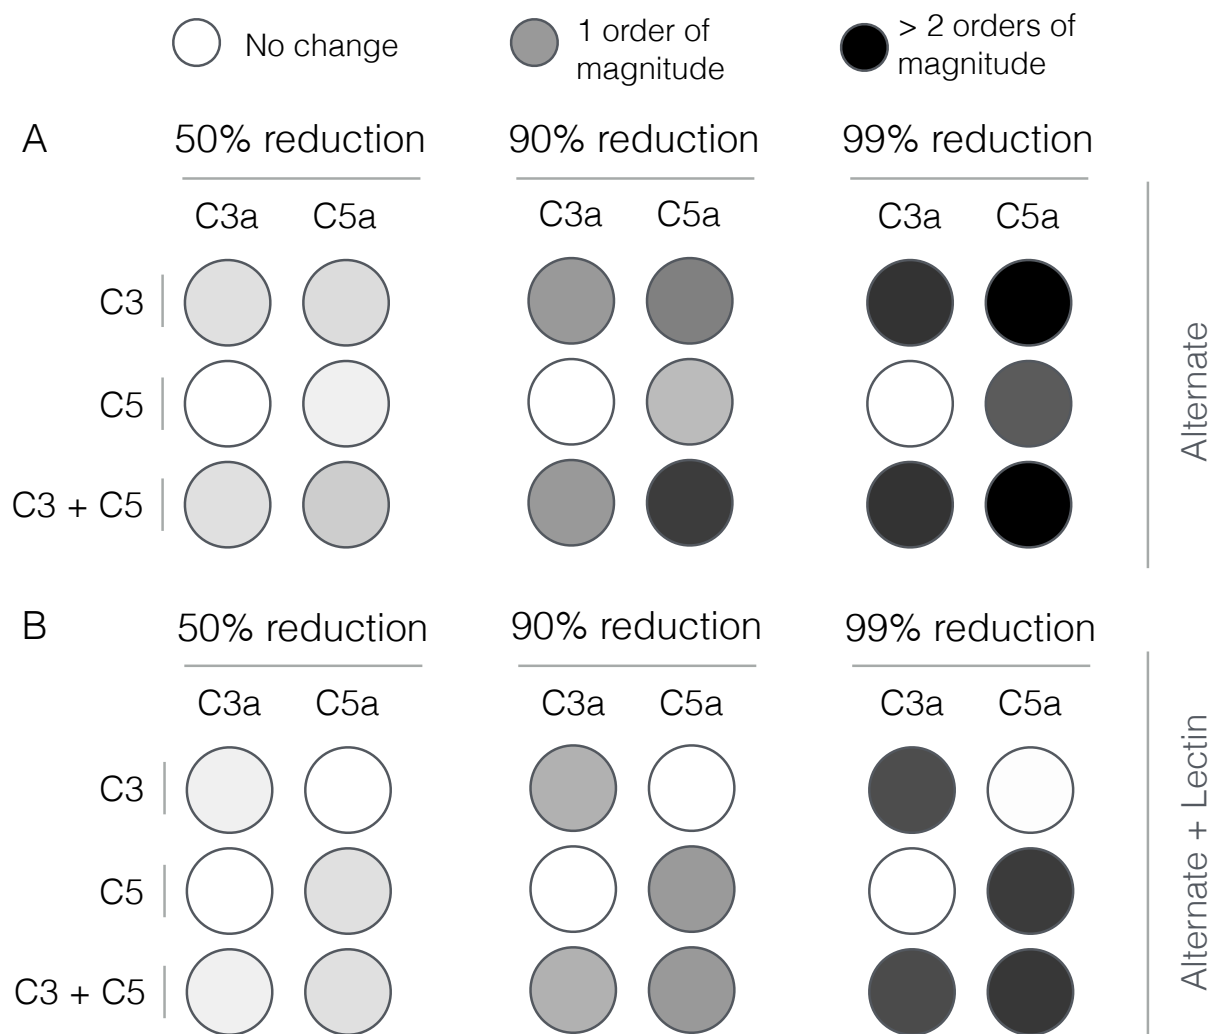 No change
1 order of
magnitude
> 2 orders of
magnitude
A
50% reduction
90% reduction
99% reduction
C3a
C5a
C3a
C5a
C3a
C5a
C3
C5
C3 + C5
Alternate
B
50% reduction
90% reduction
99% reduction
C3a
C5a
C3a
C5a
C3a
C5a
C3
C5
C3 + C5
Alternate + Lectin